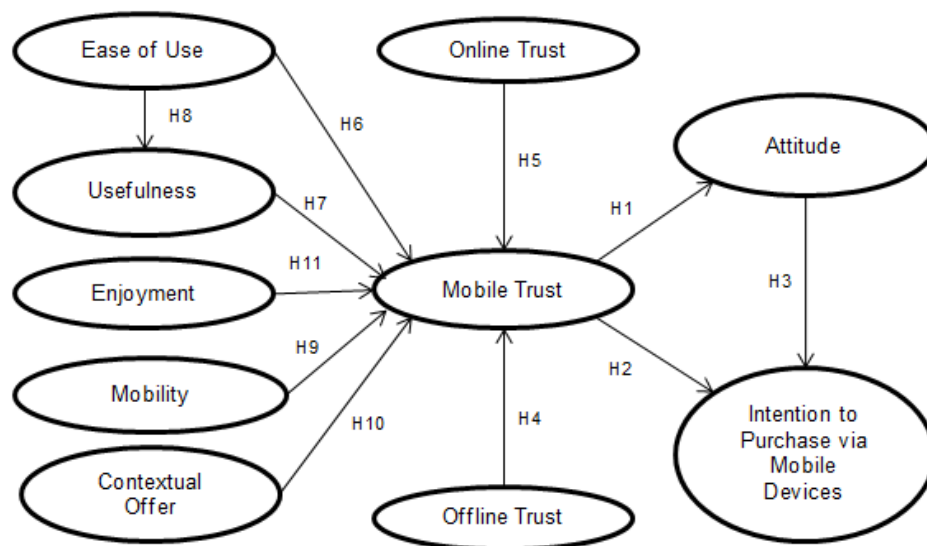 Ease of Use
Online Trust
H8
H6
Attitude
H5
Usefulness
H7
H1
H11
Enjoyment
Mobile Trust
H3
H9
H2
Mobility
H10
H4
Intention to
Purchase via
Mobile
Devices
Contextual
Offer
Offline Trust